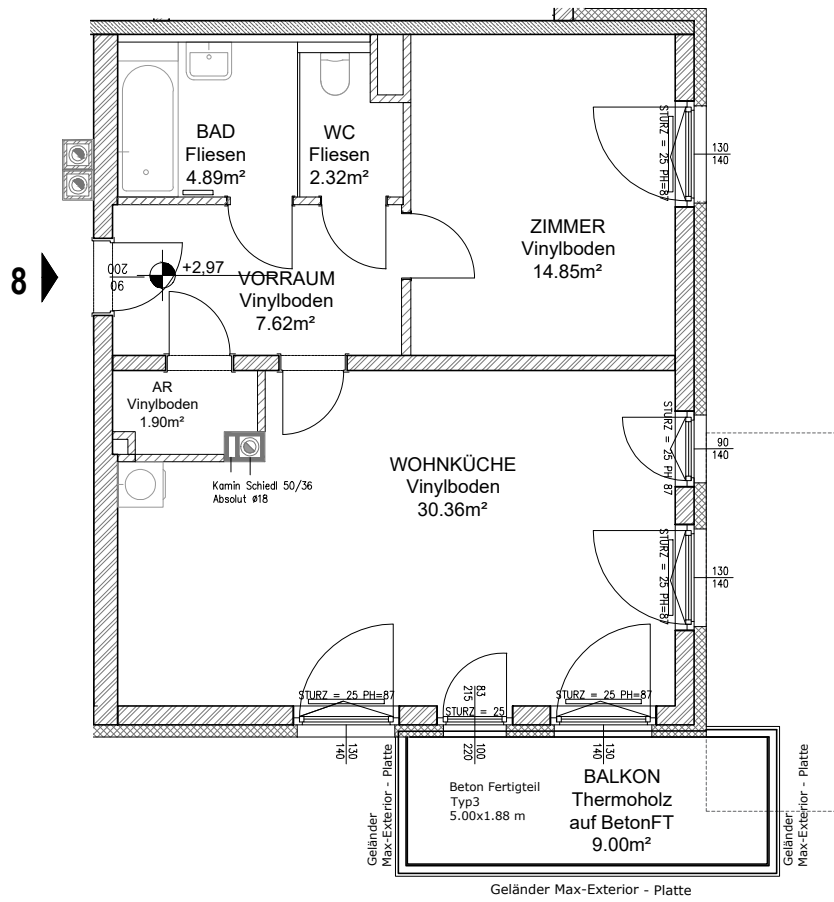 BAD
Fliesen
4.89m²
WC
Fliesen
2.32m²
STURZ = 25 PH=87
130
140
ZIMMER
Vinylboden
14.85m²
8
200
90
+2,97
VORRAUM
Vinylboden
7.62m²
AR
Vinylboden
1.90m²
Kamin Schiedl 50/36
Absolut ø18
WOHNKÜCHE
Vinylboden
30.36m²
STURZ = 25 PH 87
90
140
STURZ = 25 PH=87
130
140
STURZ = 25 PH=87
83
215
STURZ = 25
STURZ = 25 PH=87
130
140
100
220
130
140
Geländer
Max-Exterior - Platte
Beton Fertigteil
Typ3
5.00x1.88 m
BALKON
Thermoholz
auf BetonFT
9.00m²
Geländer
Max-Exterior - Platte
Geländer Max-Exterior - Platte